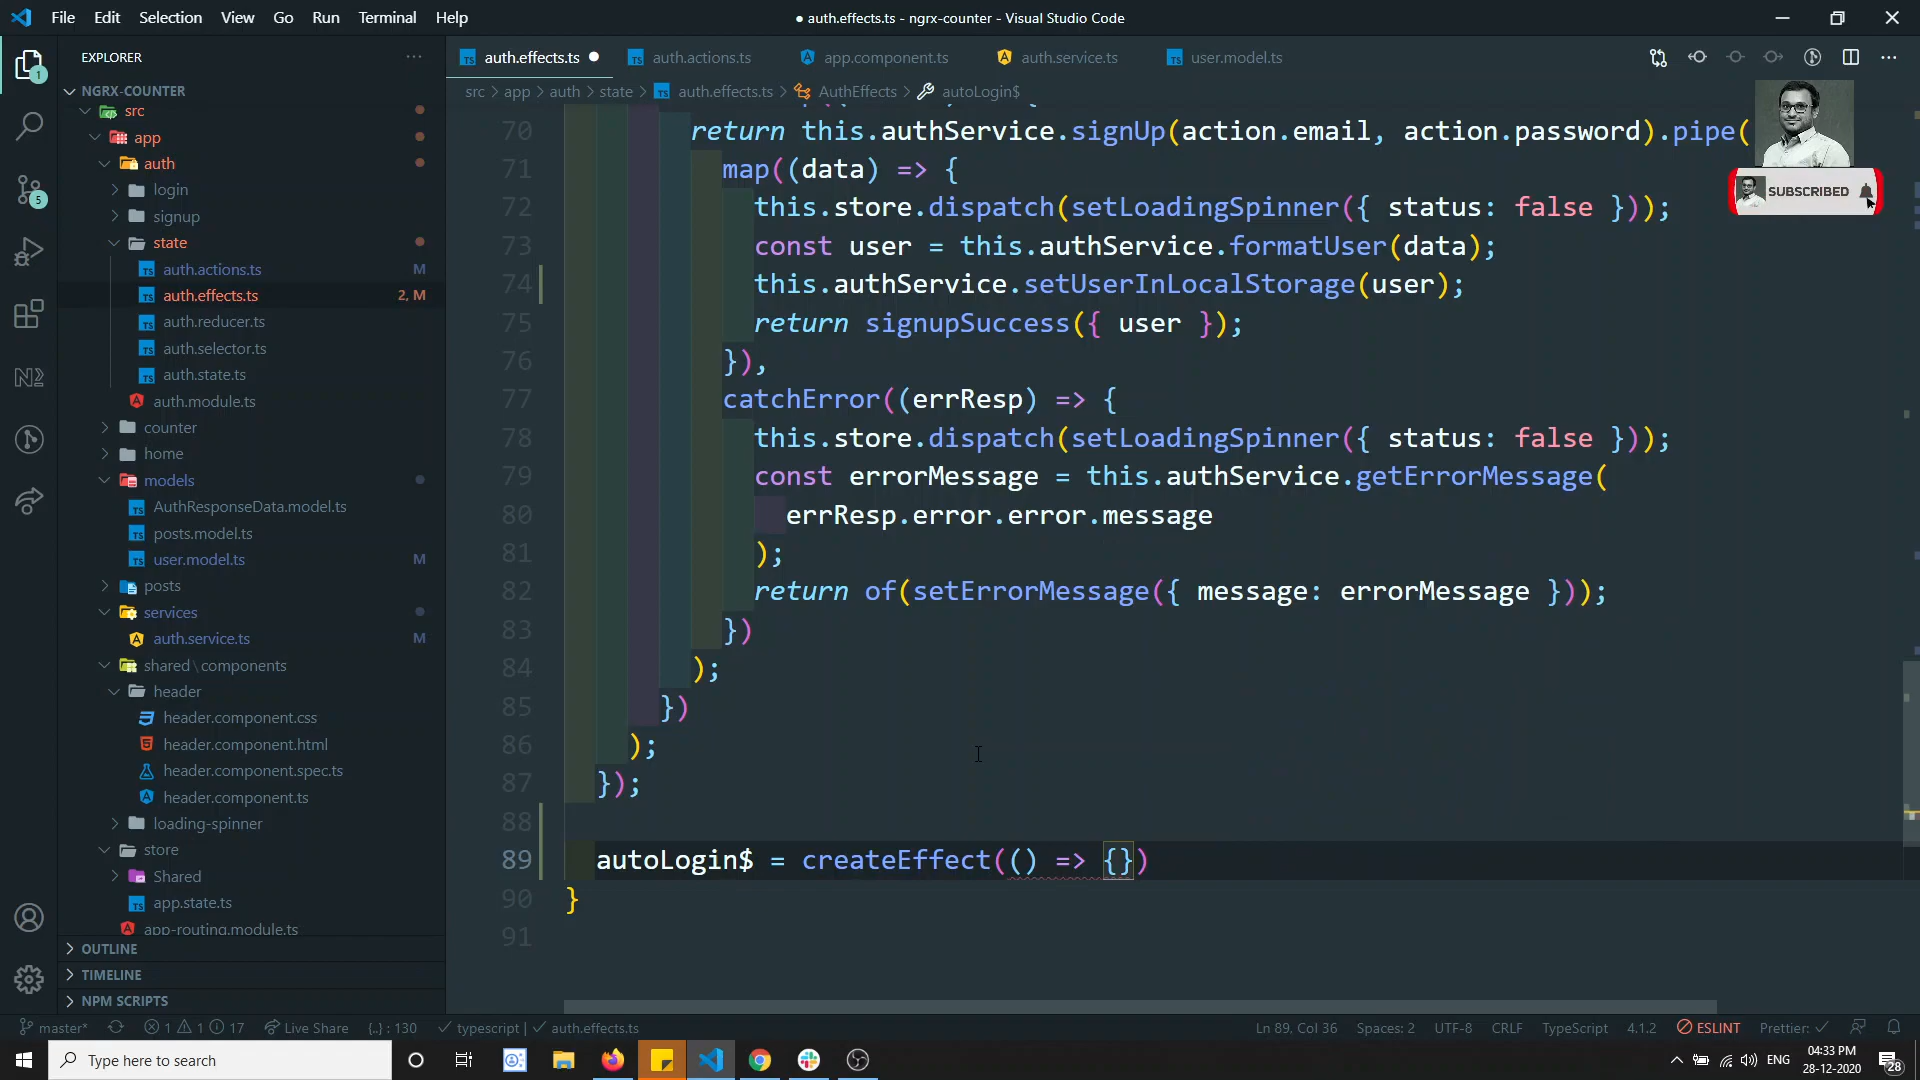 File Edit Selection View Go Run Terminal Help
● auth.effects.ts - ngrx-counter - Visual Studio Code
EXPLORER
auth.effects.ts
auth.actions.ts
app.component.ts
auth.service.ts
user.model.ts
src > app > auth > state > auth.effects.ts > AuthEffects > autoLogin$
SUBSCRIBED
1
5
NGRX-COUNTER
src
app
auth
login
signup
state
auth.actions.ts M
auth.effects.ts 2, M
auth.reducer.ts
auth.selector.ts
auth.state.ts
auth.module.ts
counter
home
models
AuthResponseData.model.ts
posts.model.ts
user.model.ts M
posts
services
auth.service.ts M
shared \ components
header
header.component.css
header.component.html
header.component.spec.ts
header.component.ts
loading-spinner
store
Shared
app.state.ts
app-routing.module.ts
OUTLINE
TIMELINE
NPM SCRIPTS
70 return this.authService.signUp(action.email, action.password).pipe(
71 map((data) => {
72 this.store.dispatch(setLoadingSpinner({ status: false }));
73 const user = this.authService.formatUser(data);
74 this.authService.setUserInLocalStorage(user);
75 return signupSuccess({ user });
76 }),
77 catchError((errResp) => {
78 this.store.dispatch(setLoadingSpinner({ status: false }));
79 const errorMessage = this.authService.getErrorMessage(
80 errResp.error.error.message
81 );
82 return of(setErrorMessage({ message: errorMessage }));
83 })
84 );
85 })
86 );
87 });
88
89 autoLogin$ = createEffect(() => {})
90 }
91
master* 1 1 17 Live Share {..} : 130 typescript | auth.effects.ts
Ln 89, Col 36 Spaces: 2 UTF-8 CRLF TypeScript 4.1.2 ESLINT Prettier:
Type here to search
ENG
04:33 PM
28-12-2020
28